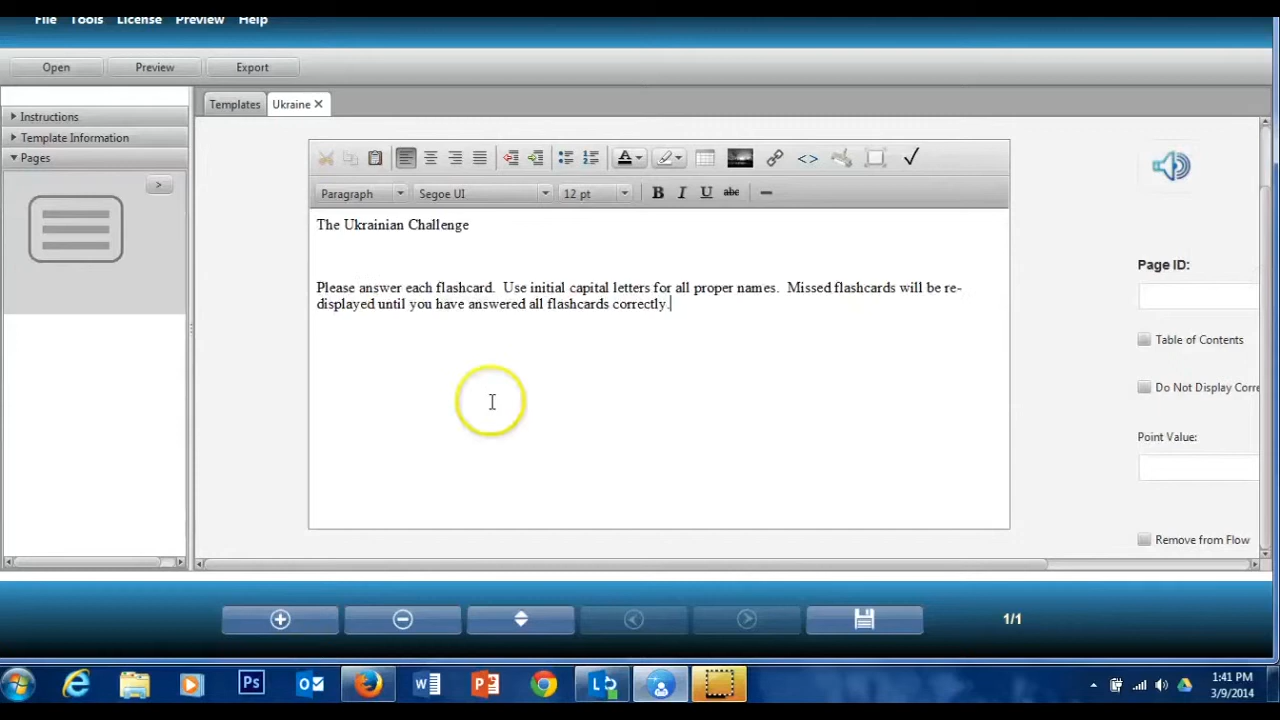 File Tools License Preview Help
Open Preview Export
Templates Ukraine
Instructions
Template Information
Pages
>
Paragraph Segoe UI 12 pt B I U abc
<>
The Ukrainian Challenge
Please answer each flashcard. Use initial capital letters for all proper names. Missed flashcards will be re-
displayed until you have answered all flashcards correctly.
Page ID:
Table of Contents
Do Not Display Corre
Point Value:
Remove from Flow
1/1
Ps W P L
1:41 PM
3/9/2014